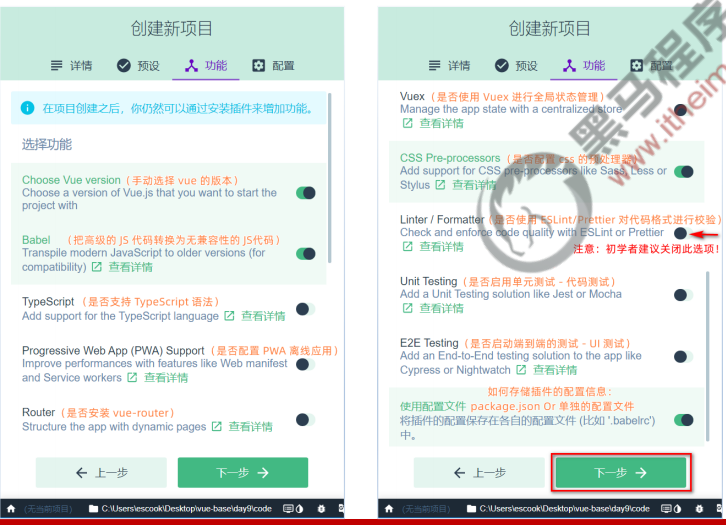 创建新项目
详情
预设
功能
配置
在项目创建之后，你仍然可以通过安装插件来增加功能。
选择功能
Choose Vue version（手动选择 vue 的版本）
Choose a version of Vue.js that you want to start the
project with
Babel （把高级的 JS 代码转换为无兼容性的 JS代码）
Transpile modern JavaScript to older versions (for
compatibility) 查看详情
TypeScript（是否支持 TypeScript 语法）
Add support for the TypeScript language 查看详情
Progressive Web App (PWA) Support（是否配置 PWA 离线应用）
Improve performances with features like Web manifest
and Service workers 查看详情
Router（是否安装 vue-router）
Structure the app with dynamic pages 查看详情
上一步
下一步
(无当前项目) C:\Users\escook\Desktop\vue-base\day9\code
创建新项目
详情
预设
功能
配置
Vuex（是否使用 Vuex 进行全局状态管理）
Manage the app state with a centralized store
查看详情
CSS Pre-processors（是否配置 css 的预处理器）
Add support for CSS pre-processors like Sass, Less or
Stylus 查看详情
Linter / Formatter（是否使用 ESLint/Prettier 对代码格式进行校验）
Check and enforce code quality with ESLint or Prettier
查看详情
注意：初学者建议关闭此选项！
Unit Testing（是否启用单元测试 - 代码测试）
Add a Unit Testing solution like Jest or Mocha
查看详情
E2E Testing（是否启动端到端的测试 - UI 测试）
Add an End-to-End testing solution to the app like
Cypress or Nightwatch 查看详情
如何存储插件的配置信息：
使用配置文件 package.json Or 单独的配置文件
将插件的配置保存在各自的配置文件 (比如 '.babelrc')
中。
上一步
下一步
(无当前项目) C:\Users\escook\Desktop\vue-base\day9\code
黑马程序
www.itheim